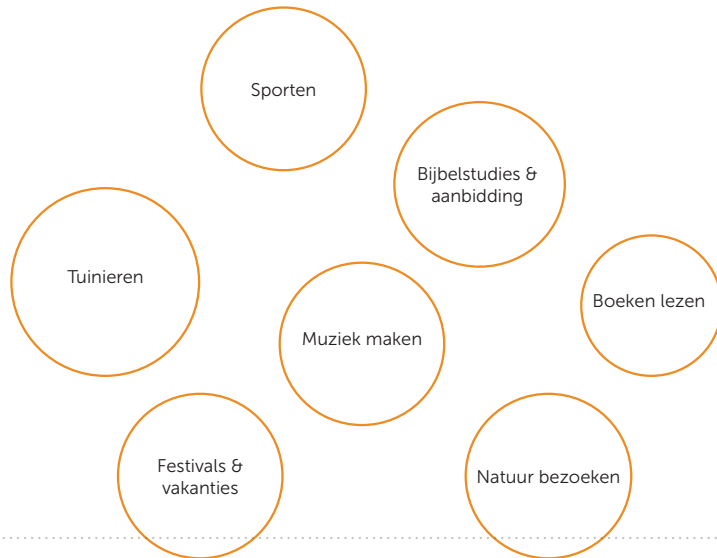 Sporten
Bijbelstudies &
aanbidding
Tuinieren
Boeken lezen
Muziek maken
Festivals &
vakanties
Natuur bezoeken